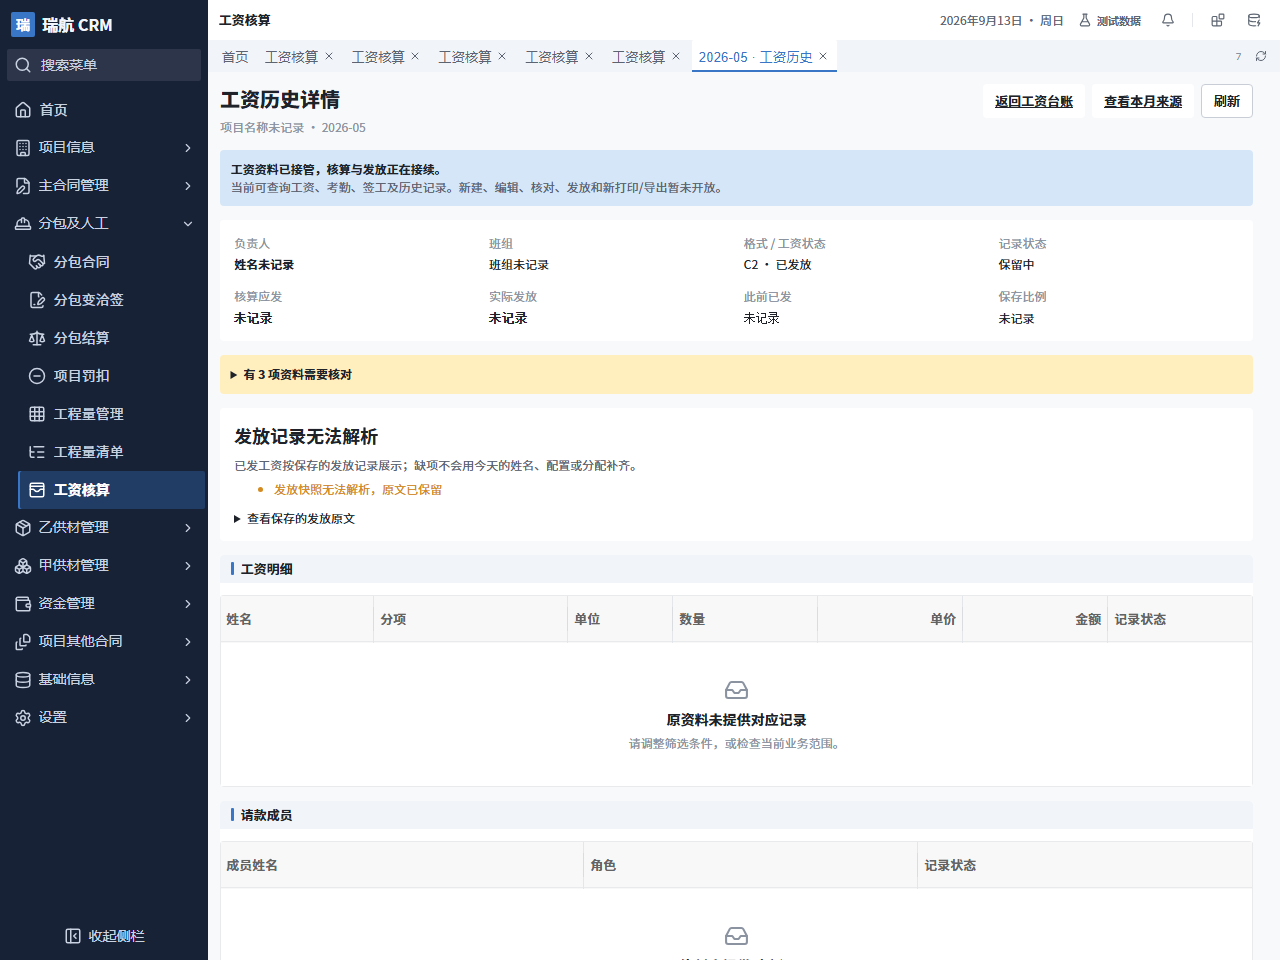 瑞 瑞航 CRM
搜索菜单
首页
项目信息
主合同管理
分包及人工
分包合同
分包变洽签
分包结算
项目罚扣
工程量管理
工程量清单
工资核算
乙供材管理
甲供材管理
资金管理
项目其他合同
基础信息
设置
收起侧栏
工资核算
2026年9月13日 • 周日 测试数据
首页 工资核算 工资核算 工资核算 工资核算 工资核算 2026-05 · 工资历史 7
工资历史详情
返回工资台账 查看本月来源 刷新
项目名称未记录 • 2026-05
工资资料已接管，核算与发放正在接续。
当前可查询工资、考勤、签工及历史记录。新建、编辑、核对、发放和新打印/导出暂未开放。
负责人 班组 格式 / 工资状态 记录状态
姓名未记录 班组未记录 C2 • 已发放 保留中
核算应发 实际发放 此前已发 保存比例
未记录 未记录 未记录 未记录
有 3 项资料需要核对
发放记录无法解析
已发工资按保存的发放记录展示；缺项不会用今天的姓名、配置或分配补齐。
• 发放快照无法解析，原文已保留
查看保存的发放原文
工资明细
姓名 分项 单位 数量 单价 金额 记录状态
原资料未提供对应记录
请调整筛选条件，或检查当前业务范围。
请款成员
成员姓名 角色 记录状态